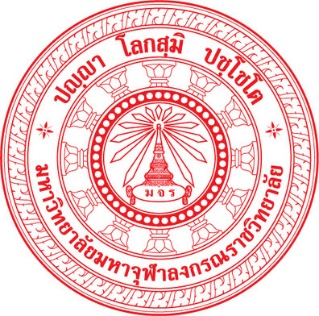 ปญฺญา โลกสฺมิ ปชฺโชโต
มจร
มหาวิทยาลัยมหาจุฬาลงกรณราชวิทยาลัย